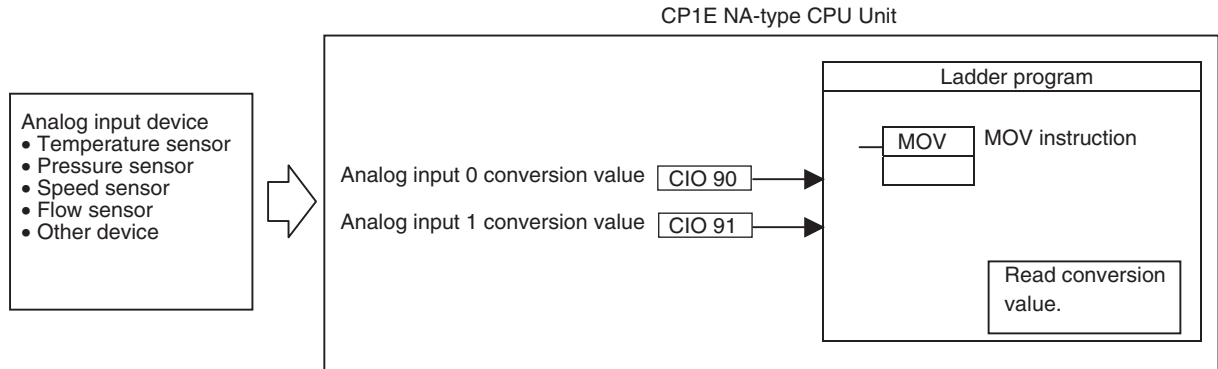 CP1E NA-type CPU Unit
Analog input device
• Temperature sensor
• Pressure sensor
• Speed sensor
• Flow sensor
• Other device
Analog input 0 conversion value CIO 90
Analog input 1 conversion value CIO 91
Ladder program
MOV MOV instruction
Read conversion
value.